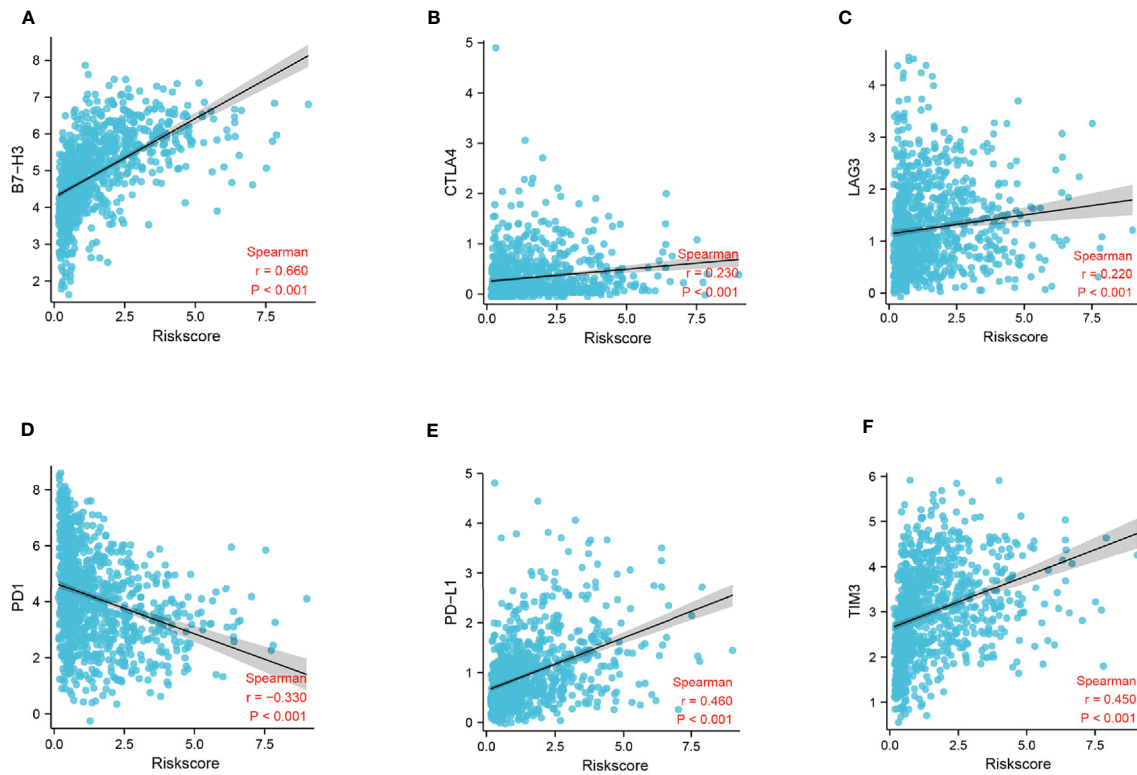 A
B7−H3
8
7
6
5
4
3
2
Spearman
r = 0.660
P < 0.001
0.0 2.5 5.0 7.5
Riskscore
B
CTLA4
5
4
3
2
1
0
Spearman
r = 0.230
P < 0.001
0.0 2.5 5.0 7.5
Riskscore
C
LAG3
4
3
2
1
0
Spearman
r = 0.220
P < 0.001
0.0 2.5 5.0 7.5
Riskscore
D
PD1
8
6
4
2
0
Spearman
r = −0.330
P < 0.001
0.0 2.5 5.0 7.5
Riskscore
E
PD−L1
5
4
3
2
1
0
Spearman
r = 0.460
P < 0.001
0.0 2.5 5.0 7.5
Riskscore
F
TIM3
6
5
4
3
2
1
Spearman
r = 0.450
P < 0.001
0.0 2.5 5.0 7.5
Riskscore